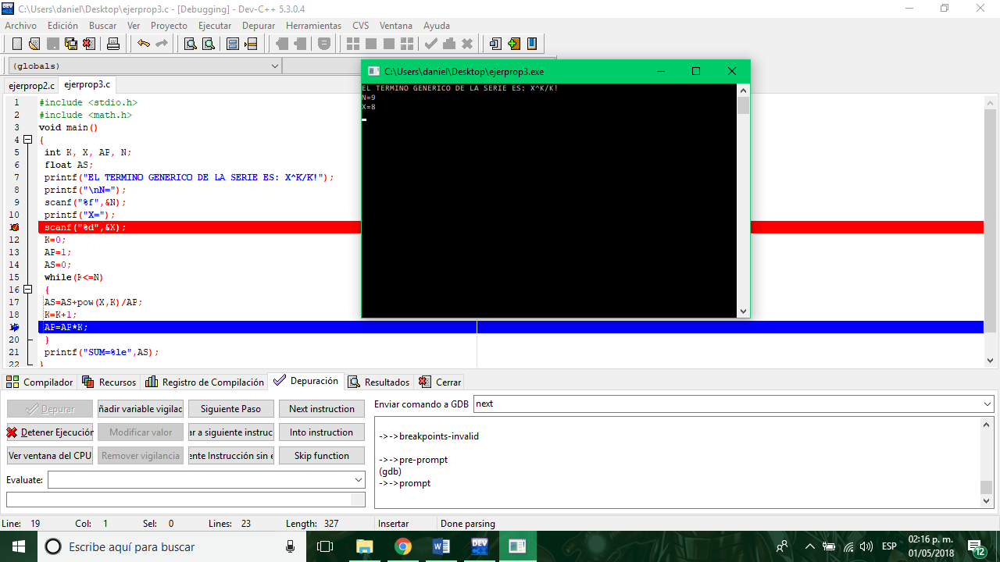 C:\Users\daniel\Desktop\ejerprop3.c - [Debugging] - Dev-C++ 5.3.0.4
Archivo Edición Buscar Ver Proyecto Ejecutar Depurar Herramientas CVS Ventana Ayuda
(globals)
ejerprop2.c ejerprop3.c
C:\Users\daniel\Desktop\ejerprop3.exe
EL TERMINO GENERICO DE LA SERIE ES: X^K/K!
N=9
X=8
1 #include <stdio.h>
2 #include <math.h>
3 void main()
4 {
5 int K, X, AP, N;
6 float AS;
7 printf("EL TERMINO GENERICO DE LA SERIE ES: X^K/K!");
8 printf("\nN=");
9 scanf("%f",&N);
10 printf("X=");
scanf("%d",&X);
12 K=0;
13 AP=1;
14 AS=0;
15 while(K<=N)
16 {
17 AS=AS+pow(X,K)/AP;
18 K=K+1;
AP=AP*K;
20 }
21 printf("SUM=%le",AS);
22 }
Compilador Recursos Registro de Compilación Depuración Resultados Cerrar
Depurar ñadir variable vigilad Siguiente Paso Next instruction
Enviar comando a GDB next
Detener Ejecución Modificar valor ar a siguiente instruc Into instruction
Ver ventana del CPU Remover vigilancia ente Instrucción sin e Skip function
Evaluate:
->->breakpoints-invalid
->->pre-prompt
(gdb)
->->prompt
Line: 19 Col: 1 Sel: 0 Lines: 23 Length: 327 Insertar Done parsing
Escribe aquí para buscar
DEV
ESP
02:16 p. m.
01/05/2018
12